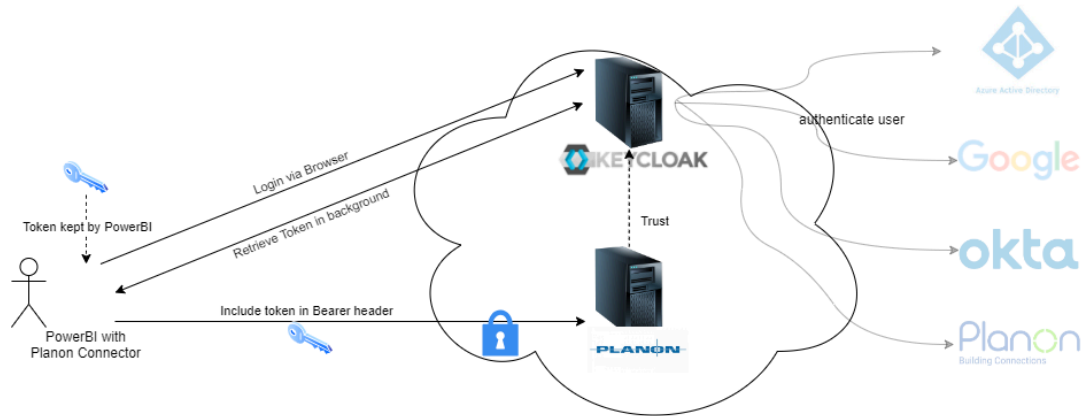 Azure Active Directory
authenticate user
Google
KEYCLOAK
Login via Browser
Retrieve Token in background
Token kept by PowerBI
Trust
okta
Include token in Bearer header
PowerBI with
Planon Connector
PLANON
Planon
Building Connections